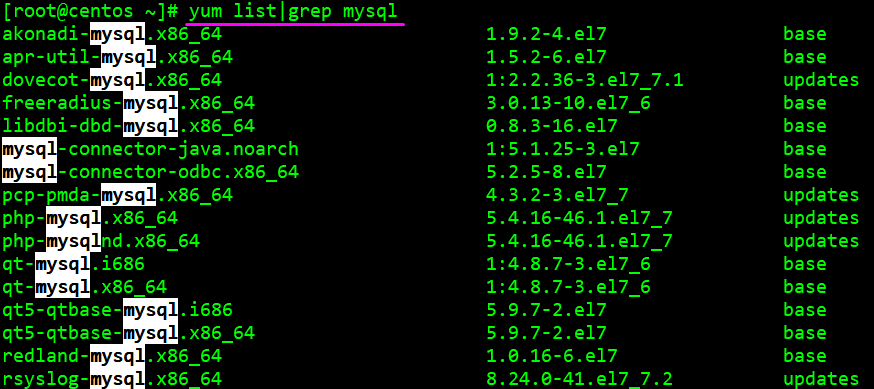 [root@centos ~]# yum list|grep mysql
akonadi-mysql.x86_64 1.9.2-4.el7 base
apr-util-mysql.x86_64 1.5.2-6.el7 base
dovecot-mysql.x86_64 1:2.2.36-3.el7_7.1 updates
freeradius-mysql.x86_64 3.0.13-10.el7_6 base
libdbi-dbd-mysql.x86_64 0.8.3-16.el7 base
mysql-connector-java.noarch 1:5.1.25-3.el7 base
mysql-connector-odbc.x86_64 5.2.5-8.el7 base
pcp-pmda-mysql.x86_64 4.3.2-3.el7_7 updates
php-mysql.x86_64 5.4.16-46.1.el7_7 updates
php-mysqlnd.x86_64 5.4.16-46.1.el7_7 updates
qt-mysql.i686 1:4.8.7-3.el7_6 base
qt-mysql.x86_64 1:4.8.7-3.el7_6 base
qt5-qtbase-mysql.i686 5.9.7-2.el7 base
qt5-qtbase-mysql.x86_64 5.9.7-2.el7 base
redland-mysql.x86_64 1.0.16-6.el7 base
rsyslog-mysql.x86_64 8.24.0-41.el7_7.2 updates